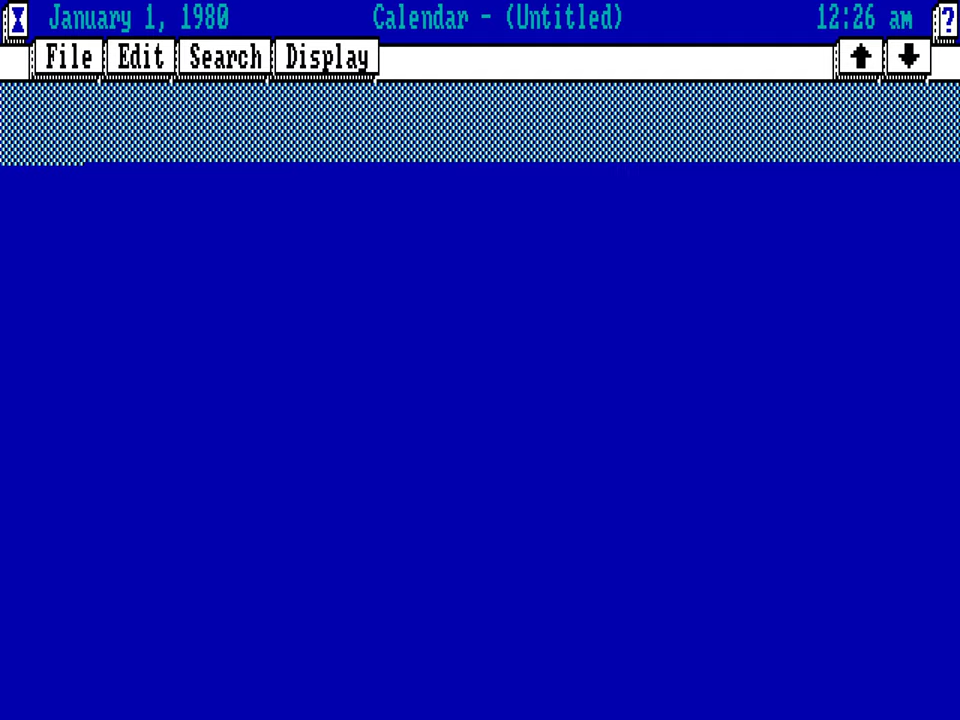 January 1, 1980 Calendar - (Untitled) 12:26 am ?
File Edit Search Display